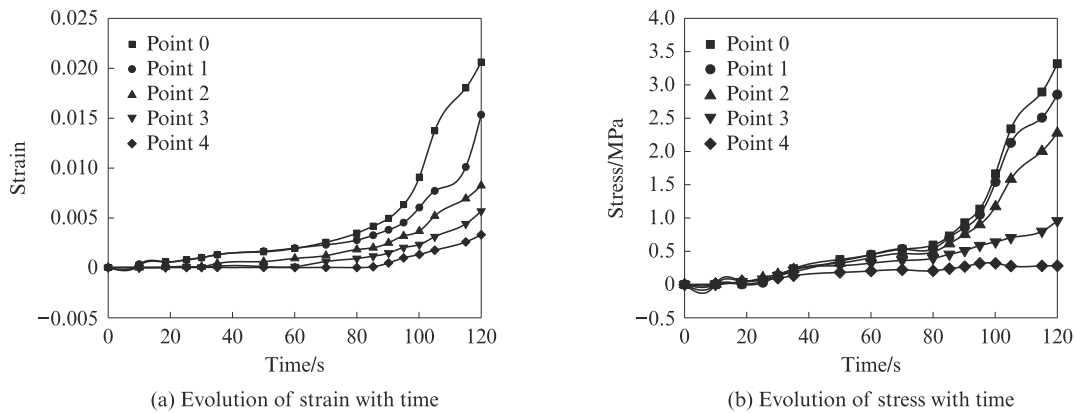 0.025
0.020
0.015
0.010
0.005
0
−0.005
Strain
Point 0
Point 1
Point 2
Point 3
Point 4
0 20 40 60 80 100 120
Time/s
(a) Evolution of strain with time
4.0
3.5
3.0
2.5
2.0
1.5
1.0
0.5
0
−0.5
Stress/MPa
Point 0
Point 1
Point 2
Point 3
Point 4
0 20 40 60 80 100 120
Time/s
(b) Evolution of stress with time